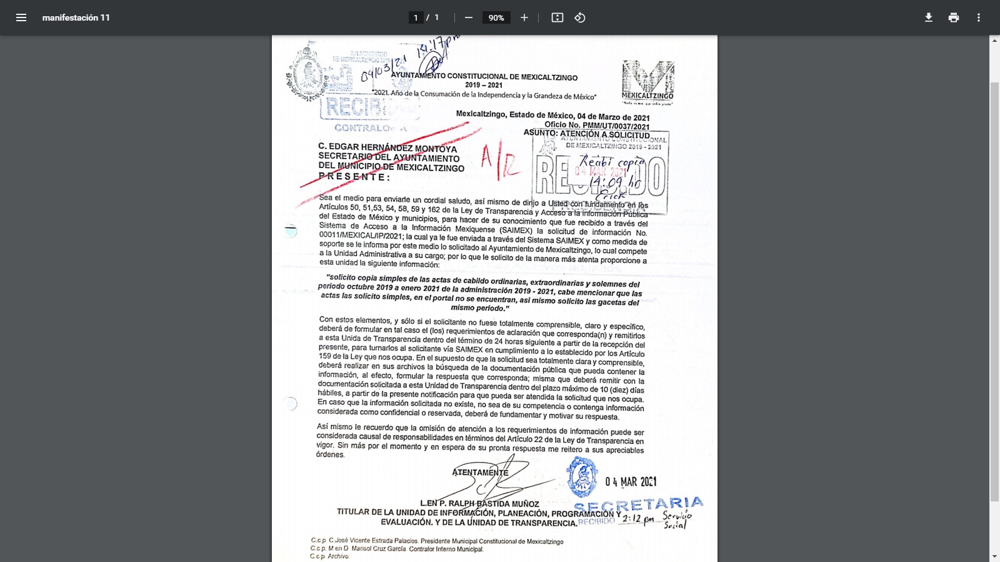 manifestación 11
1 / 1
90%
04/03/21 14:17 pm
AYUNTAMIENTO
DE MEXICALTZINGO 2019
RECIBI
CONTRALO A
AYUNTAMIENTO CONSTITUCIONAL DE MEXICALTZINGO
2019 – 2021
"2021. Año de la Consumación de la Independencia y la Grandeza de México"
MEXICALTZINGO
Mexicaltzingo, Estado de México, 04 de Marzo de 2021
Oficio No. PMM/UT/0037/2021
ASUNTO: ATENCIÓN A SOLICITUD
AYUNTAMIENTO CONSTITUCIONAL
DE MEXICALTZINGO 2019 - 2021
RECIBIDO
04 MAR 2021
PRESIDENCIA
Recibí copia
14:09 hr
Erick
A/R
C. EDGAR HERNÁNDEZ MONTOYA
SECRETARIO DEL AYUNTAMIENTO
DEL MUNICIPIO DE MEXICALTZINGO
P R E S E N T E :
Sea el medio para enviarle un cordial saludo, así mismo de dirijo a Usted con fundamento en los
Artículos 50, 51,53, 54, 58, 59 y 162 de la Ley de Transparencia y Acceso a la Información Pública
del Estado de México y municipios, para hacer de su conocimiento que fue recibido a través del
Sistema de Acceso a la Información Mexiquense (SAIMEX) la solicitud de información No.
00011/MEXICAL/IP/2021; la cual ya le fue enviada a través del Sistema SAIMEX y como medida de
soporte se le informa por este medio lo solicitado al Ayuntamiento de Mexicaltzingo, lo cual compete
a la Unidad Administrativa a su cargo; por lo que le solicito de la manera más atenta proporcione a
esta unidad la siguiente información:
"solicito copia simples de las actas de cabildo ordinarias, extraordinarias y solemnes del
periodo octubre 2019 a enero 2021 de la administración 2019 - 2021, cabe mencionar que las
actas las solicito simples, en el portal no se encuentran, asi mismo solicito las gacetas del
mismo periodo."
Con estos elementos, y sólo si el solicitante no fuese totalmente comprensible, claro y específico,
deberá de formular en tal caso el (los) requerimientos de aclaración que corresponda(n) y remitirlos
a esta Unida de Transparencia dentro del término de 24 horas siguiente a partir de la recepción del
presente, para turnarlos al solicitante vía SAIMEX en cumplimiento a lo establecido por los Artículo
159 de la Ley que nos ocupa. En el supuesto de que la solicitud sea totalmente clara y comprensible,
deberá realizar en sus archivos la búsqueda de la documentación pública que pueda contener la
información, al efecto, formular la respuesta que corresponda; misma que deberá remitir con la
documentación solicitada a esta Unidad de Transparencia dentro del plazo máximo de 10 (diez) días
hábiles, a partir de la presente notificación para que pueda ser atendida la solicitud que nos ocupa.
En caso que la información solicitada no existe, no sea de su competencia o contenga información
considerada como confidencial o reservada, deberá de fundamentar y motivar su respuesta.
Así mismo le recuerdo que la omisión de atención a los requerimientos de información puede ser
considerada causal de responsabilidades en términos del Artículo 22 de la Ley de Transparencia en
vigor. Sin más por el momento y en espera de su pronta respuesta me reitero a sus apreciables
órdenes.
ATENTAMENTE
04 MAR 2021
SECRETARIA
RECIBIDO 2:12 pm Servicio
Social
L.EN P. RALPH BASTIDA MUÑOZ
TITULAR DE LA UNIDAD DE INFORMACIÓN, PLANEACIÓN, PROGRAMACIÓN Y
EVALUACIÓN. Y DE LA UNIDAD DE TRANSPARENCIA.
C.c.p. C.José Vicente Estrada Palacios. Presidente Municipal Constitucional de Mexicaltzingo
C.c.p. M en D. Marisol Cruz García. Contralor Interno Municipal.
C.c.p. Archivo